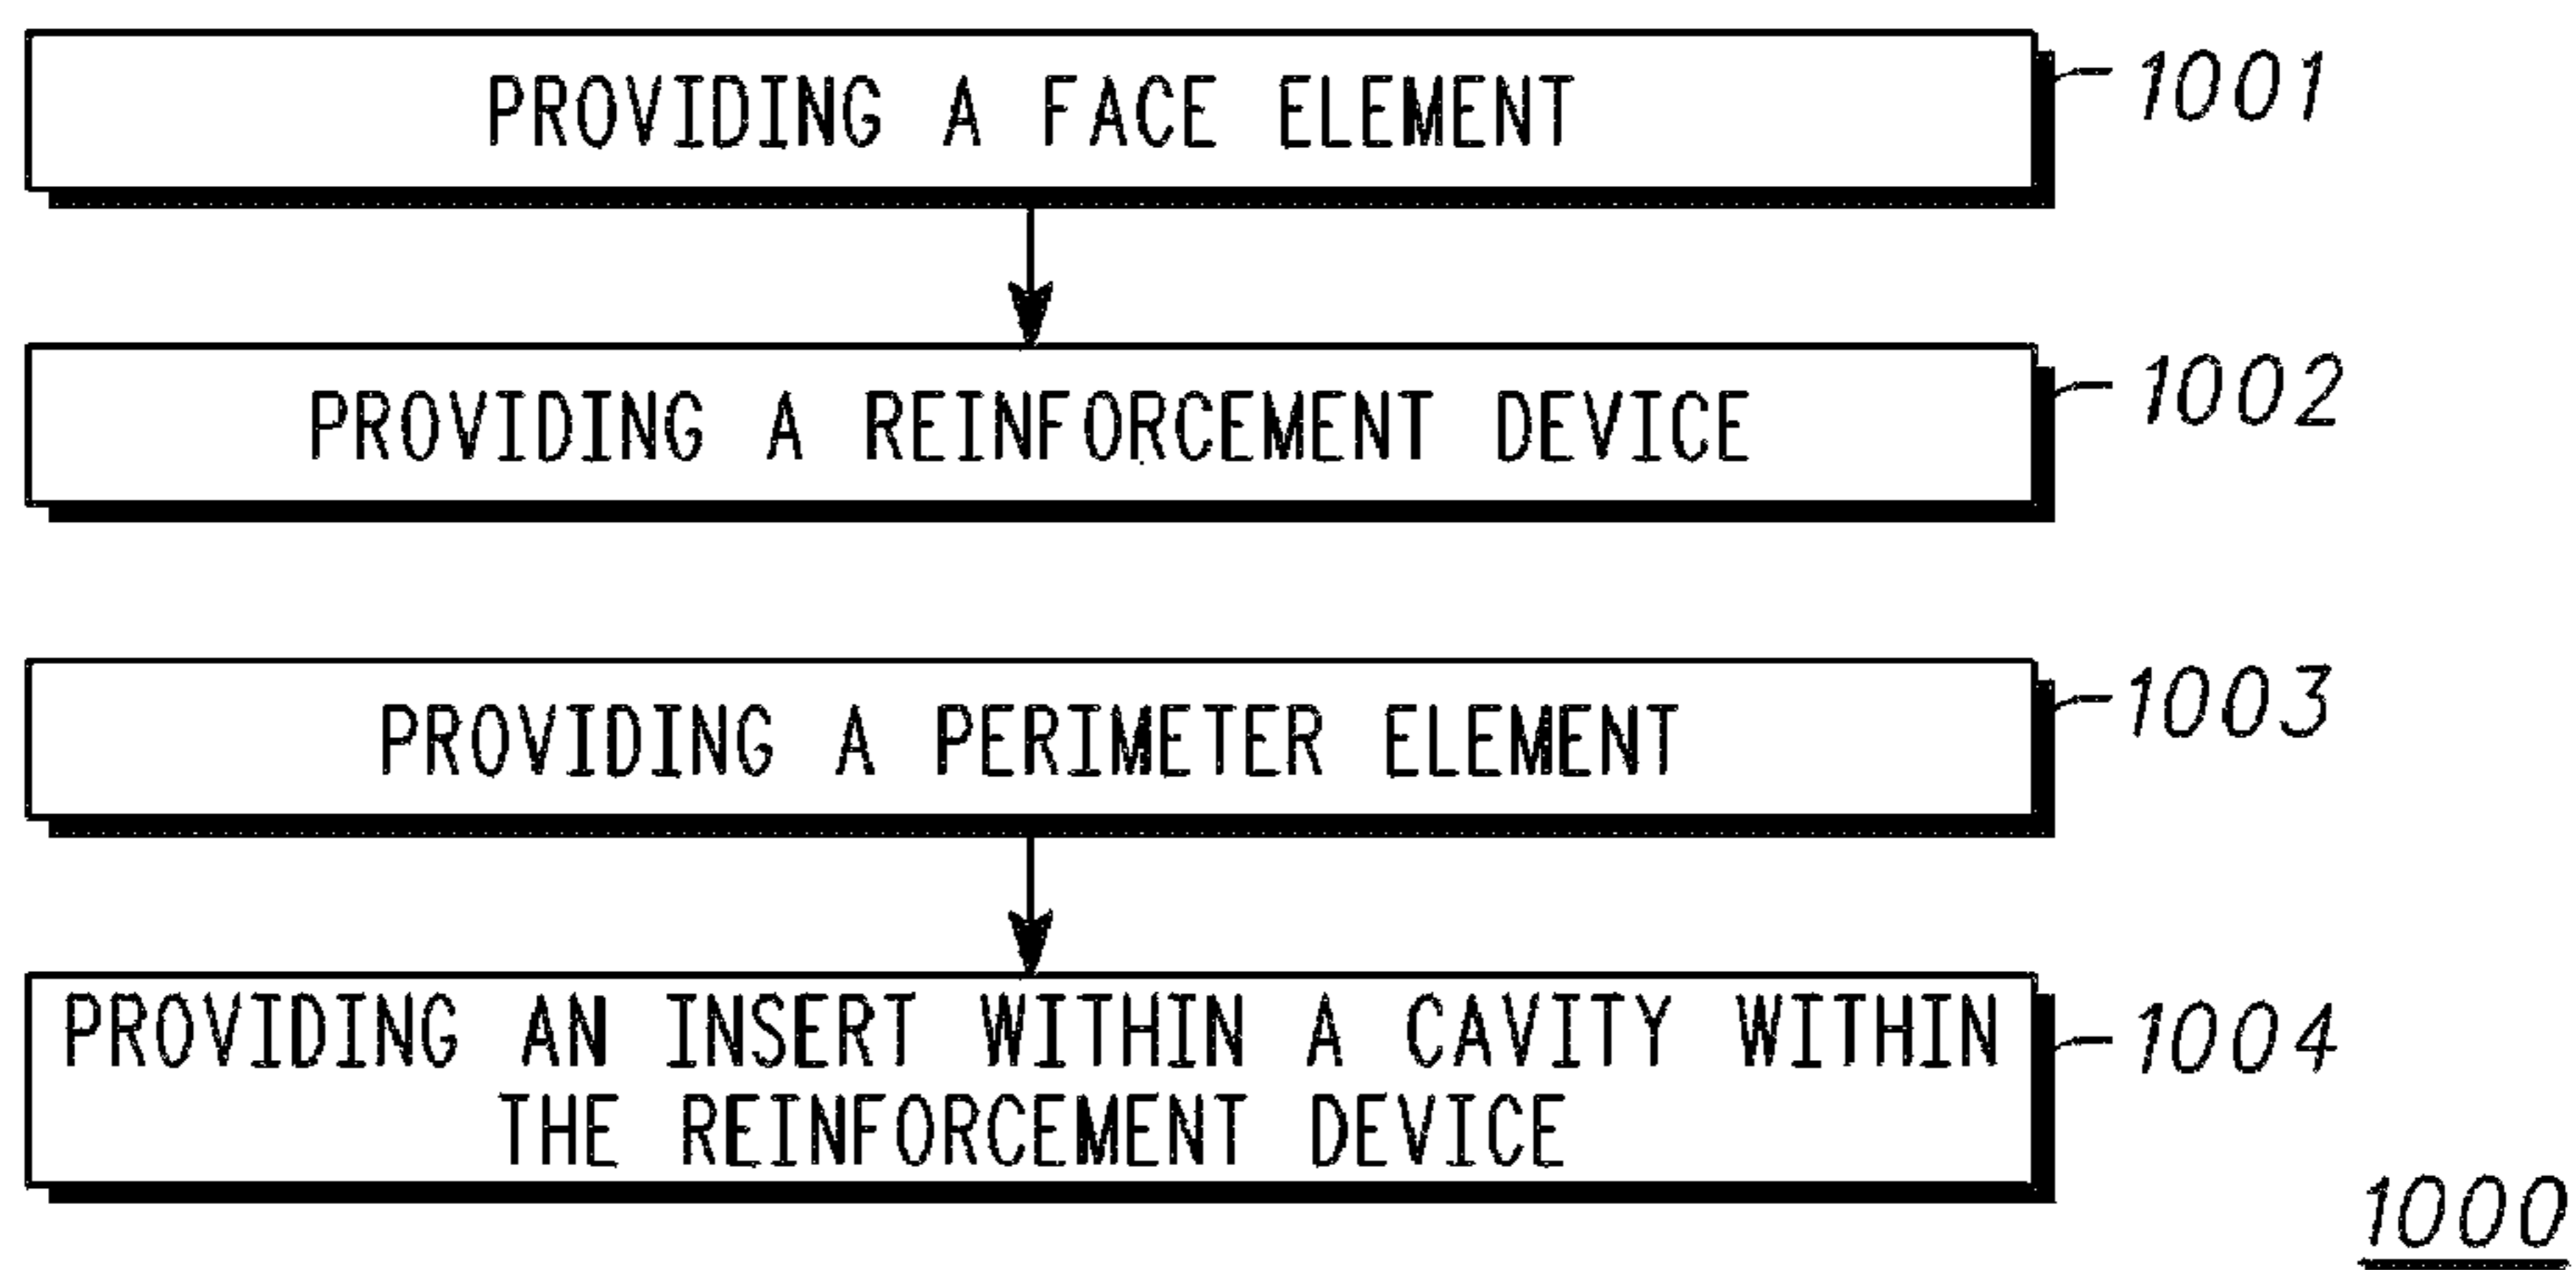 PROVIDING A FACE ELEMENT
1001
PROVIDING A REINFORCEMENT DEVICE
1002
PROVIDING A PERIMETER ELEMENT
1003
PROVIDING AN INSERT WITHIN A CAVITY WITHIN
THE REINFORCEMENT DEVICE
1004
1000